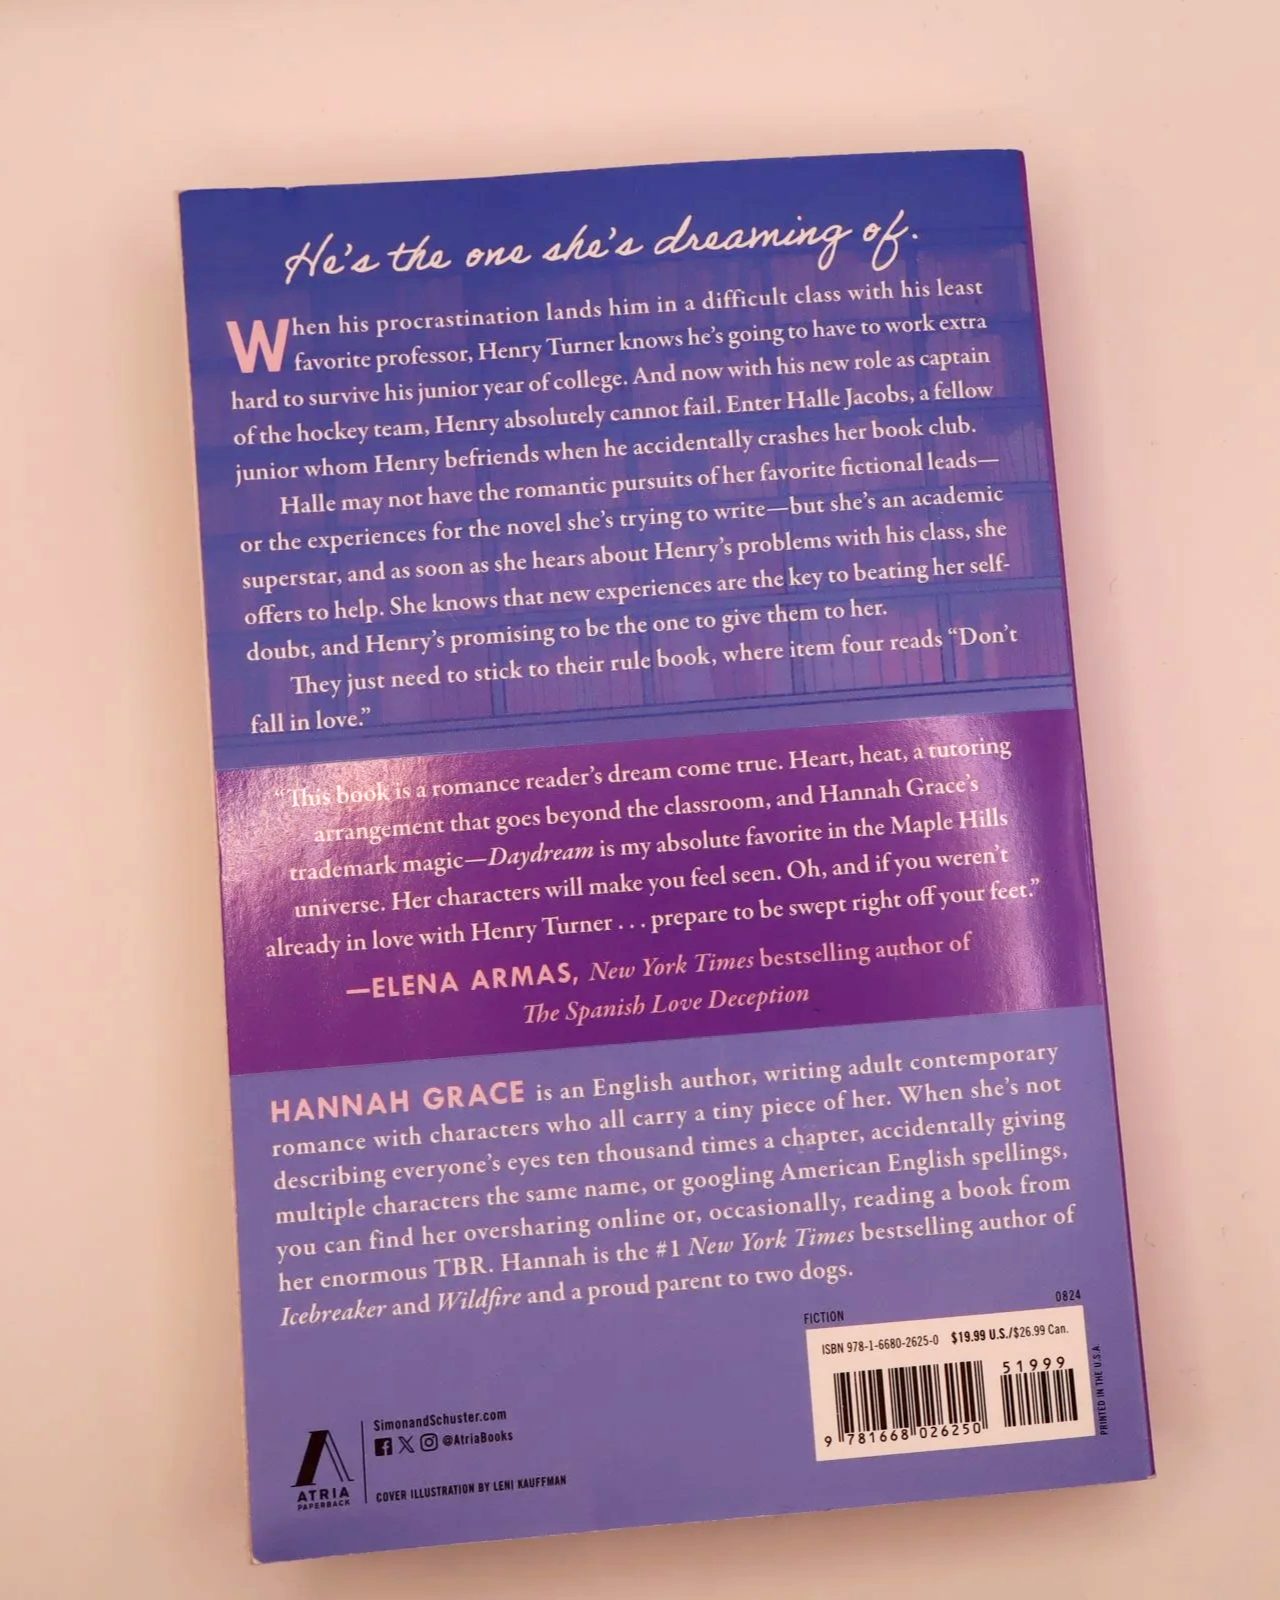 He's the one she's dreaming of.
When his procrastination lands him in a difficult class with his least
favorite professor, Henry Turner knows he's going to have to work extra
hard to survive his junior year of college. And now with his new role as captain
of the hockey team, Henry absolutely cannot fail. Enter Halle Jacobs, a fellow
junior whom Henry befriends when he accidentally crashes her book club.
Halle may not have the romantic pursuits of her favorite fictional leads—
or the experiences for the novel she's trying to write—but she's an academic
superstar, and as soon as she hears about Henry's problems with his class, she
offers to help. She knows that new experiences are the key to beating her self-
doubt, and Henry's promising to be the one to give them to her.
They just need to stick to their rule book, where item four reads “Don't
fall in love.”
“This book is a romance reader's dream come true. Heart, heat, a tutoring
arrangement that goes beyond the classroom, and Hannah Grace's
trademark magic—Daydream is my absolute favorite in the Maple Hills
universe. Her characters will make you feel seen. Oh, and if you weren't
already in love with Henry Turner . . . prepare to be swept right off your feet.”
—ELENA ARMAS, New York Times bestselling author of
The Spanish Love Deception
HANNAH GRACE is an English author, writing adult contemporary
romance with characters who all carry a tiny piece of her. When she's not
describing everyone's eyes ten thousand times a chapter, accidentally giving
multiple characters the same name, or googling American English spellings,
you can find her oversharing online or, occasionally, reading a book from
her enormous TBR. Hannah is the #1 New York Times bestselling author of
Icebreaker and Wildfire and a proud parent to two dogs.
FICTION
0824
ISBN 978-1-6680-2625-0 $19.99 U.S./$26.99 Can.
51999
9 781668 026250
PRINTED IN THE U.S.A.
ATRIA
PAPERBACK
SimonandSchuster.com
@AtriaBooks
COVER ILLUSTRATION BY LENI KAUFFMAN